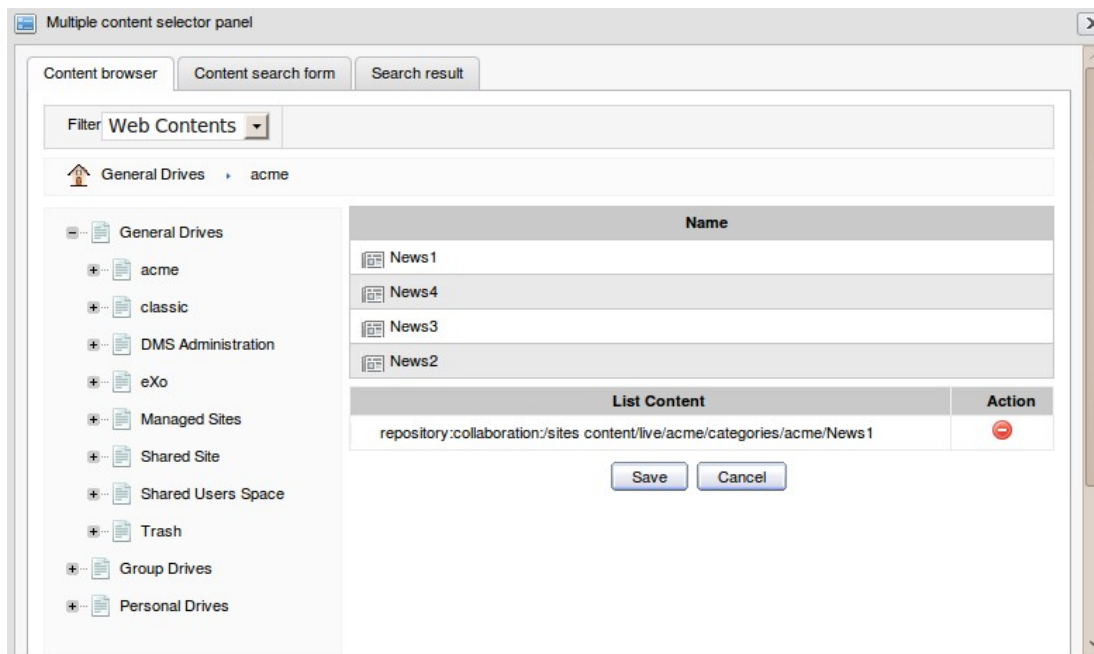 Multiple content selector panel
Content browser
Content search form
Search result
Filter Web Contents
General Drives acme
General Drives
acme
classic
DMS Administration
eXo
Managed Sites
Shared Site
Shared Users Space
Trash
Group Drives
Personal Drives
Name
News1
News4
News3
News2
List Content Action
repository:collaboration:/sites content/live/acme/categories/acme/News1
Save Cancel